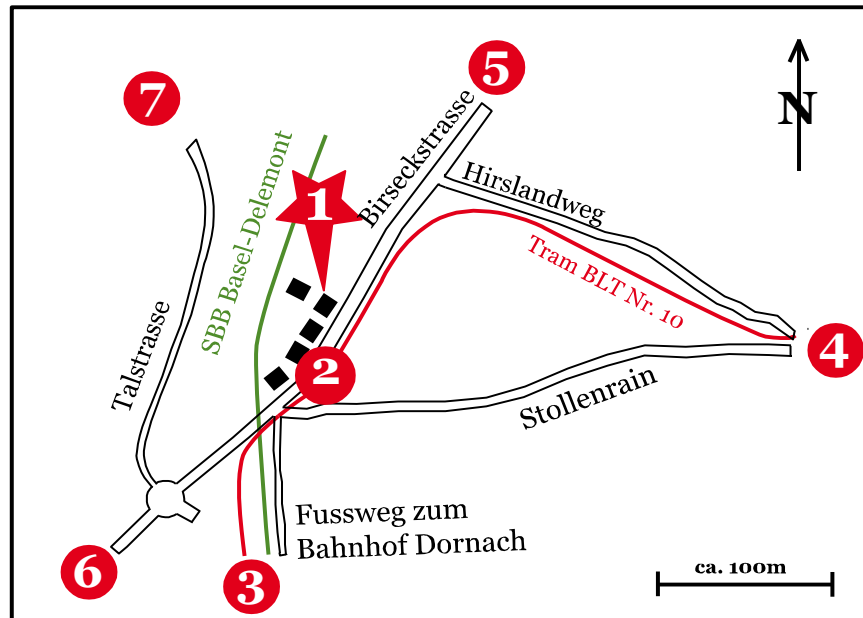 5
7
N
SBB Basel-Delemont
1
Birseckstrasse
Hirslandweg
Tram BLT Nr. 10
Talstrasse
4
2
Stollenrain
Fussweg zum
Bahnhof Dornach
6
3
ca. 100m